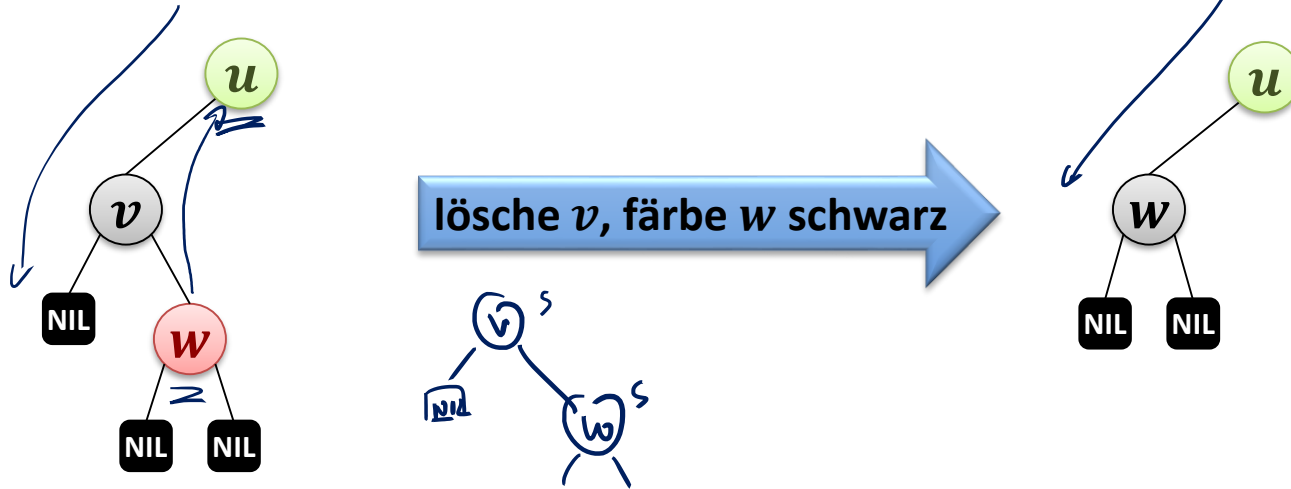 u
v
NIL
w
NIL NIL
lösche v, färbe w schwarz
v s
NIL
w s
u
w
NIL NIL